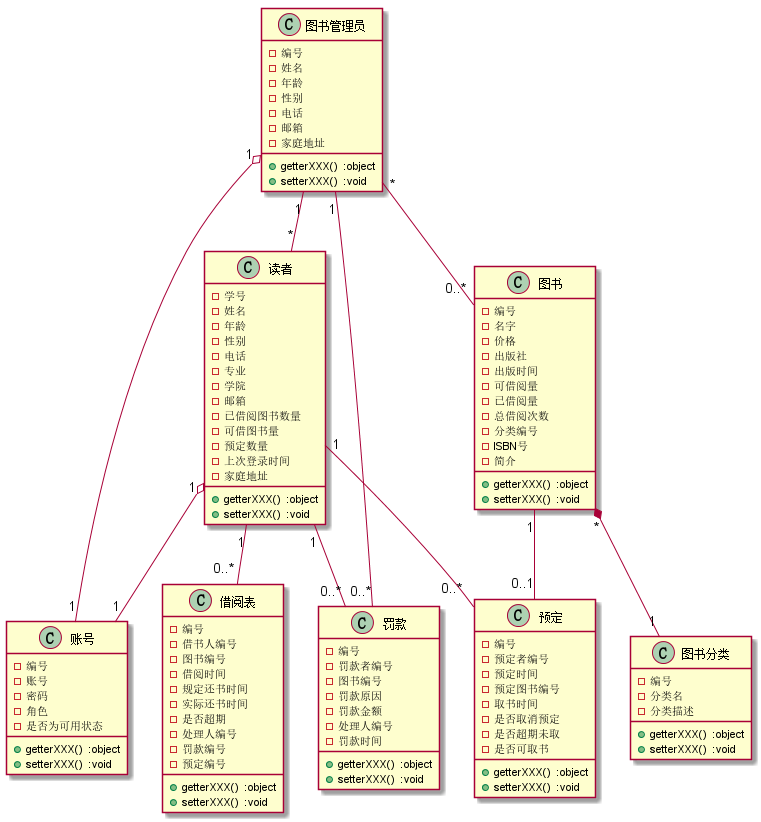 C 图书管理员
编号
姓名
年龄
性别
电话
邮箱
家庭地址
getterXXX() :object
setterXXX() :void
1
1
1
*
*
0..*
C 读者
学号
姓名
年龄
性别
电话
专业
学院
邮箱
已借阅图书数量
可借图书量
预定数量
上次登录时间
家庭地址
getterXXX() :object
setterXXX() :void
1
1
1
1
C 图书
编号
名字
价格
出版社
出版时间
可借阅量
已借阅量
总借阅次数
分类编号
ISBN号
简介
getterXXX() :object
setterXXX() :void
1
*
1
1
0..*
0..*
0..*
0..*
0..1
1
C 账号
编号
账号
密码
角色
是否为可用状态
getterXXX() :object
setterXXX() :void
C 借阅表
编号
借书人编号
图书编号
借阅时间
规定还书时间
实际还书时间
是否超期
处理人编号
罚款编号
预定编号
getterXXX() :object
setterXXX() :void
C 罚款
编号
罚款者编号
图书编号
罚款原因
罚款金额
处理人编号
罚款时间
getterXXX() :object
setterXXX() :void
C 预定
编号
预定者编号
预定时间
预定图书编号
取书时间
是否取消预定
是否超期未取
是否可取书
getterXXX() :object
setterXXX() :void
C 图书分类
编号
分类名
分类描述
getterXXX() :object
setterXXX() :void